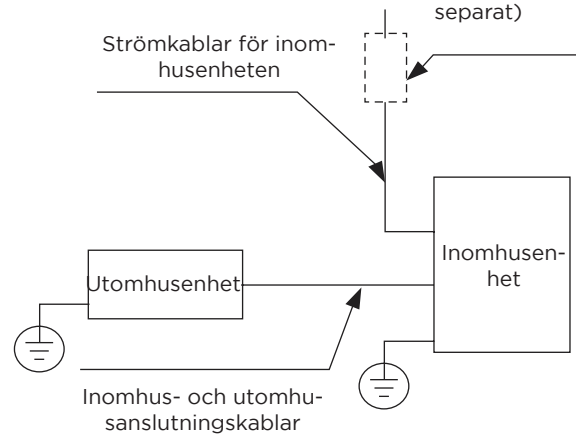 separat)
Strömkablar för inom-
husenheten
Utomhusenhet
Inomhusen-
het
Inomhus- och utomhu-
sanslutningskablar